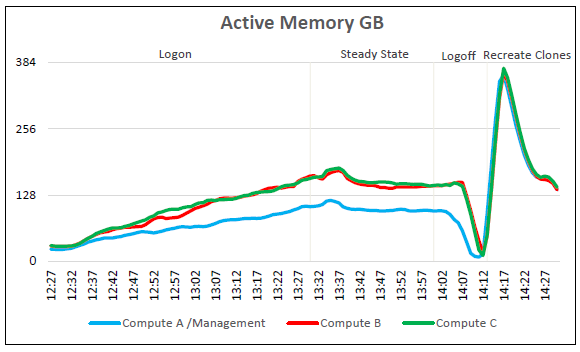 Active Memory GB
Logon Steady State Logoff Recreate Clones
384
256
128
0
12:27 12:32 12:37 12:42 12:47 12:52 12:57 13:02 13:07 13:12 13:17 13:22 13:27 13:32 13:37 13:42 13:47 13:52 13:57 14:02 14:07 14:12 14:17 14:22 14:27
Compute A /Management Compute B Compute C